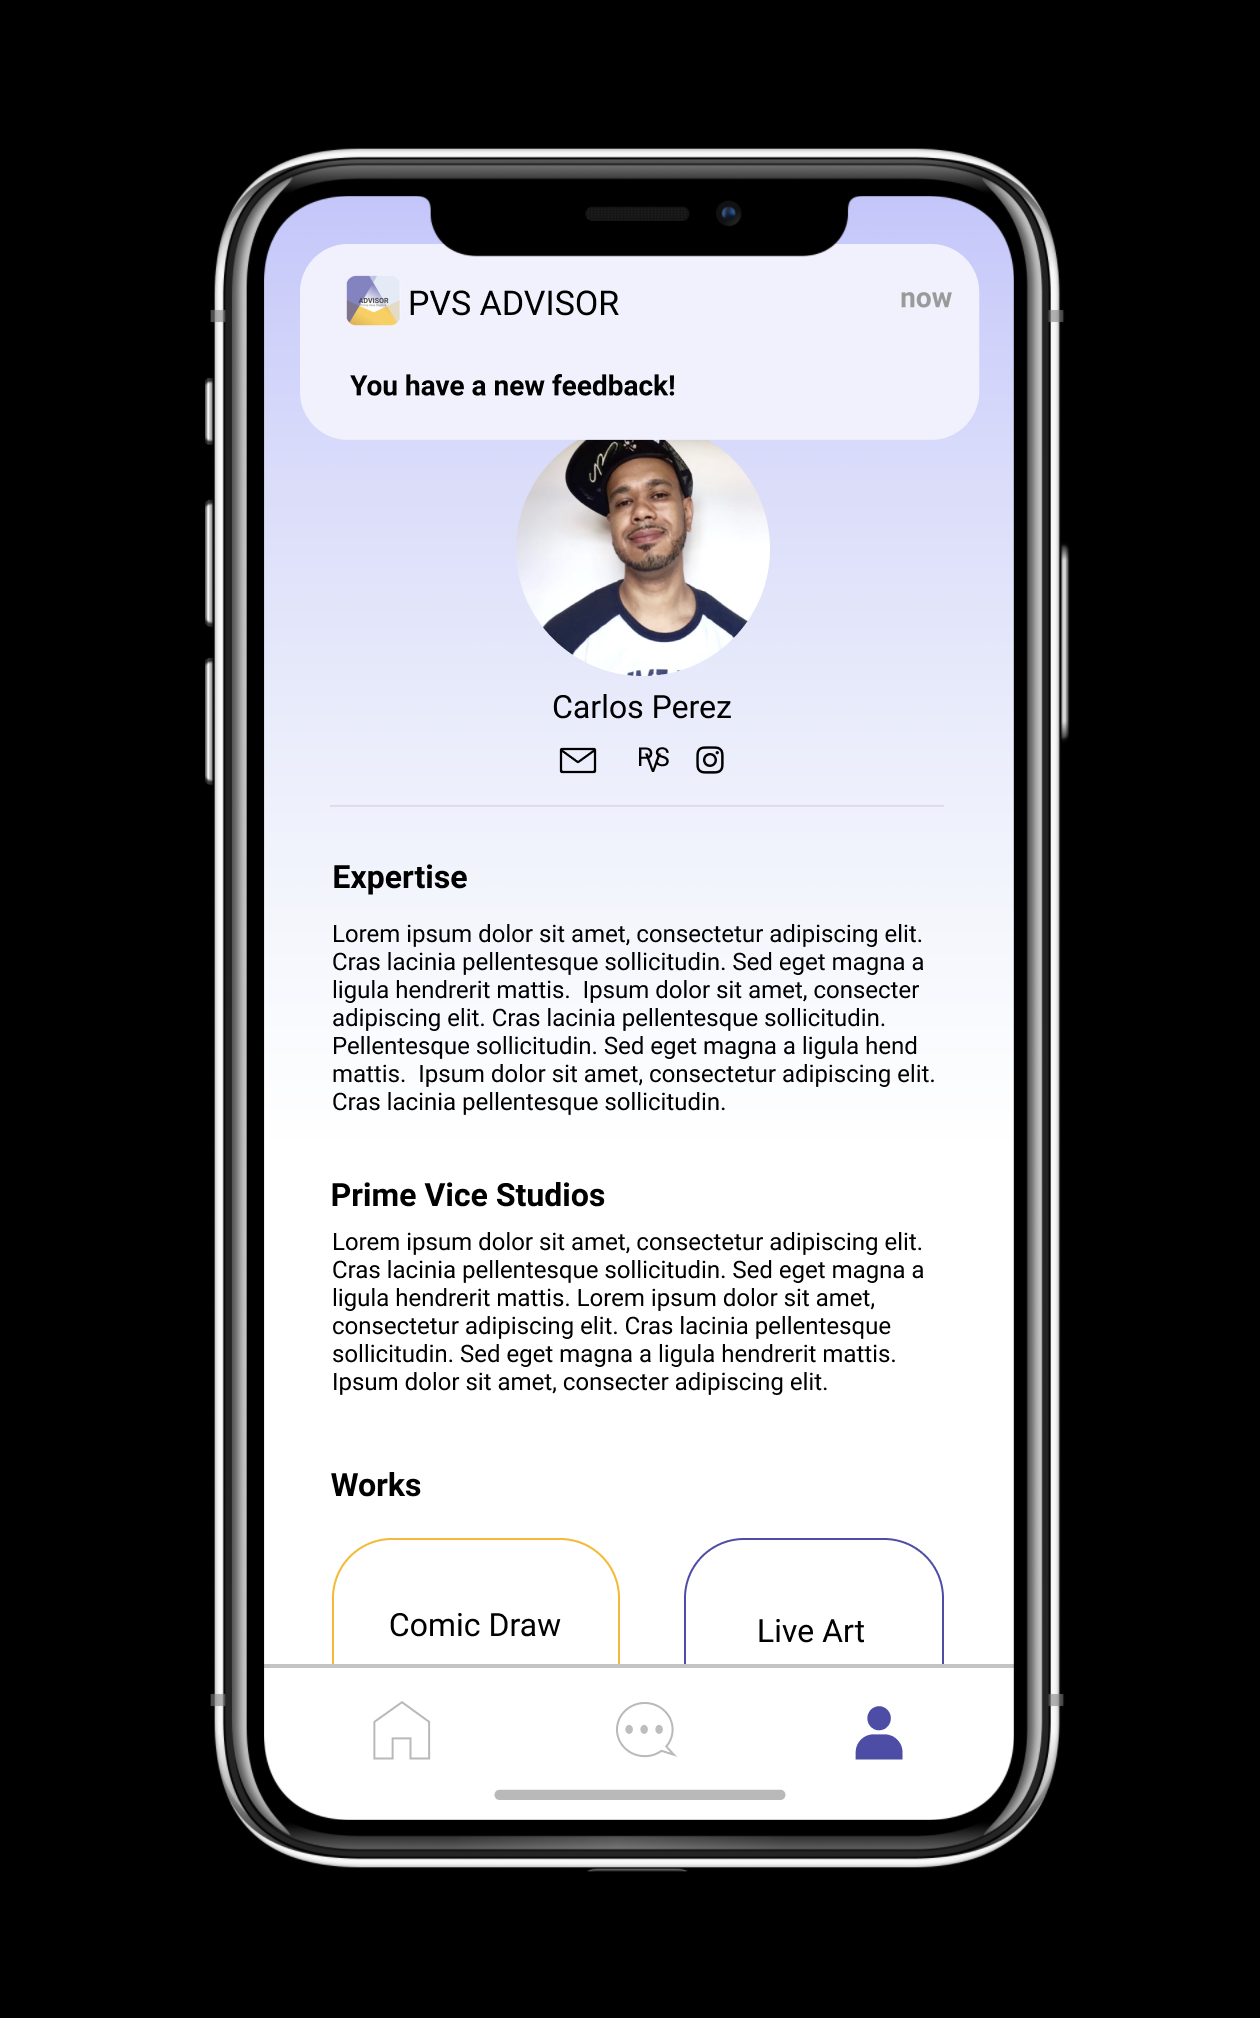 ADVISOR
PVS ADVISOR
now
You have a new feedback!
Carlos Perez
PVS
Expertise
Lorem ipsum dolor sit amet, consectetur adipiscing elit.
Cras lacinia pellentesque sollicitudin. Sed eget magna a
ligula hendrerit mattis.  Ipsum dolor sit amet, consecter
adipiscing elit. Cras lacinia pellentesque sollicitudin.
Pellentesque sollicitudin. Sed eget magna a ligula hend
mattis.  Ipsum dolor sit amet, consectetur adipiscing elit.
Cras lacinia pellentesque sollicitudin.
Prime Vice Studios
Lorem ipsum dolor sit amet, consectetur adipiscing elit.
Cras lacinia pellentesque sollicitudin. Sed eget magna a
ligula hendrerit mattis. Lorem ipsum dolor sit amet,
consectetur adipiscing elit. Cras lacinia pellentesque
sollicitudin. Sed eget magna a ligula hendrerit mattis.
Ipsum dolor sit amet, consecter adipiscing elit.
Works
Comic Draw
Live Art